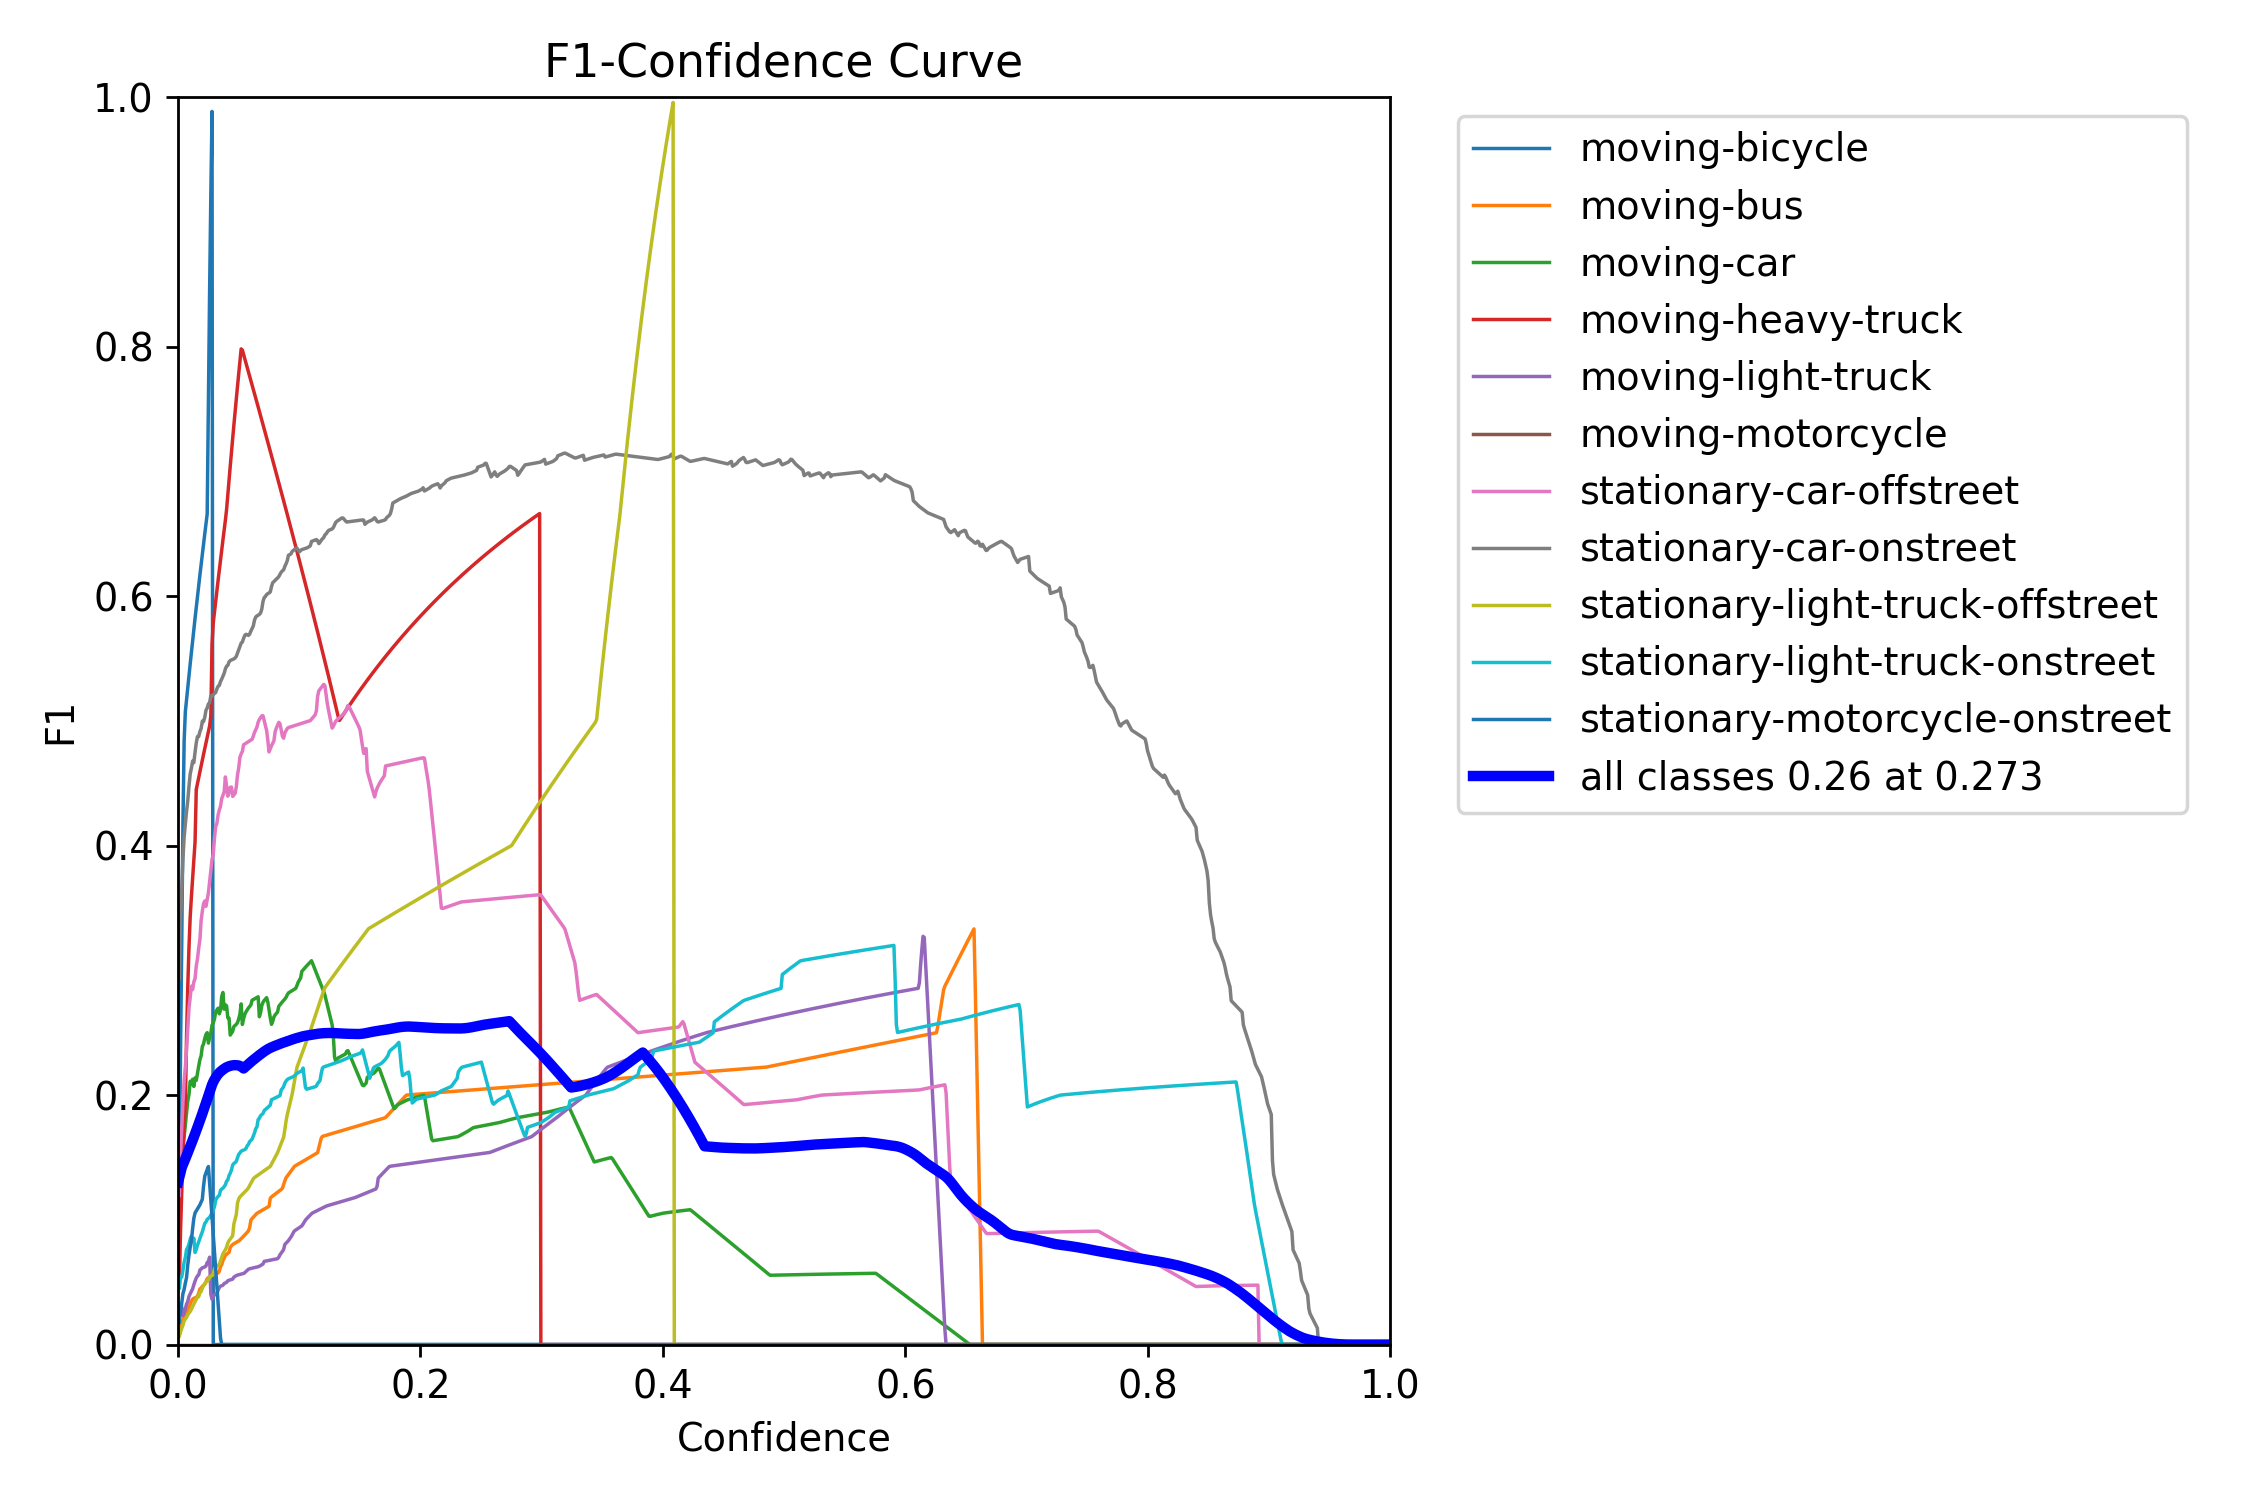 F1-Confidence Curve
1.0
0.8
0.6
0.4
0.2
0.0
F1
0.0 0.2 0.4 0.6 0.8 1.0
Confidence
moving-bicycle
moving-bus
moving-car
moving-heavy-truck
moving-light-truck
moving-motorcycle
stationary-car-offstreet
stationary-car-onstreet
stationary-light-truck-offstreet
stationary-light-truck-onstreet
stationary-motorcycle-onstreet
all classes 0.26 at 0.273